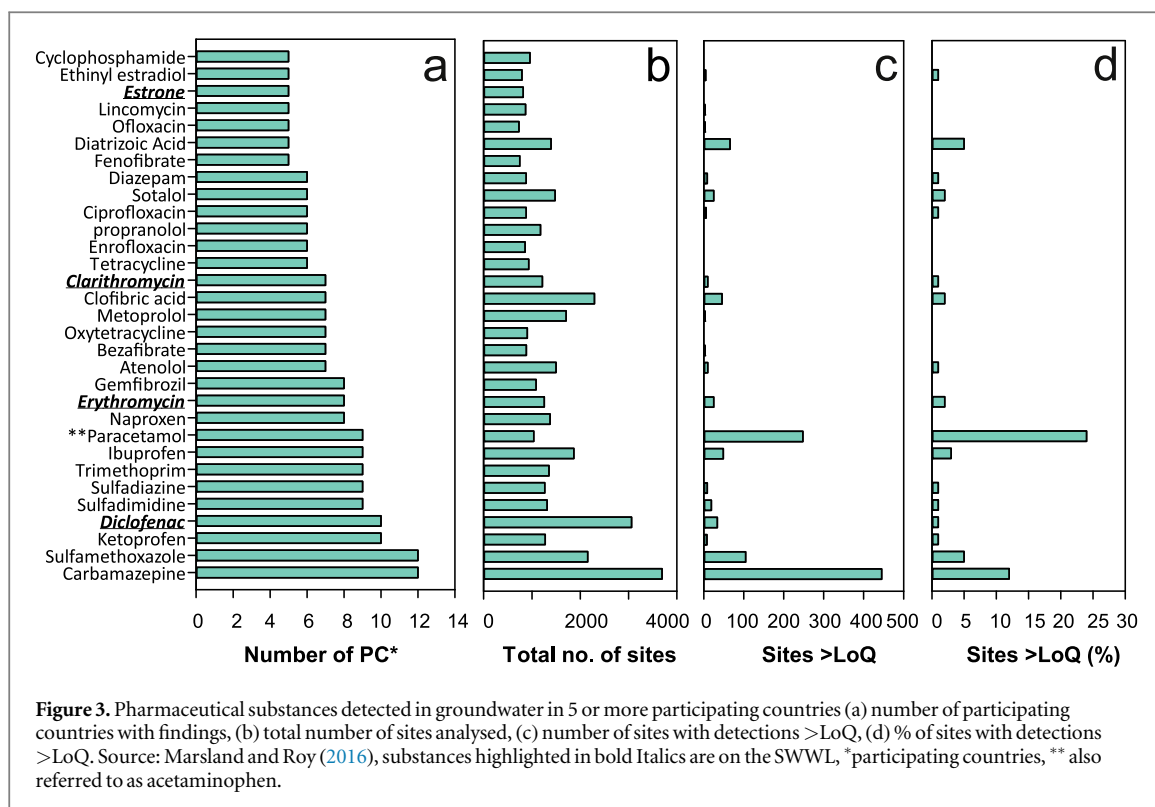 a
b
c
d
Cyclophosphamide
Ethinyl estradiol
Estrone
Lincomycin
Ofloxacin
Diatrizoic Acid
Fenofibrate
Diazepam
Sotalol
Ciprofloxacin
propranolol
Enrofloxacin
Tetracycline
Clarithromycin
Clofibric acid
Metoprolol
Oxytetracycline
Bezafibrate
Atenolol
Gemfibrozil
Erythromycin
Naproxen
**Paracetamol
Ibuprofen
Trimethoprim
Sulfadiazine
Sulfadimidine
Diclofenac
Ketoprofen
Sulfamethoxazole
Carbamazepine
0 2 4 6 8 10 12 14
0 2000 4000
0 100 200 300 400 500
0 5 10 15 20 25 30
Number of PC*
Total no. of sites
Sites >LoQ
Sites >LoQ (%)
Figure 3. Pharmaceutical substances detected in groundwater in 5 or more participating countries (a) number of participating
countries with findings, (b) total number of sites analysed, (c) number of sites with detections >LoQ, (d) % of sites with detections
>LoQ. Source: Marsland and Roy (2016), substances highlighted in bold Italics are on the SWWL, *participating countries, ** also
referred to as acetaminophen.